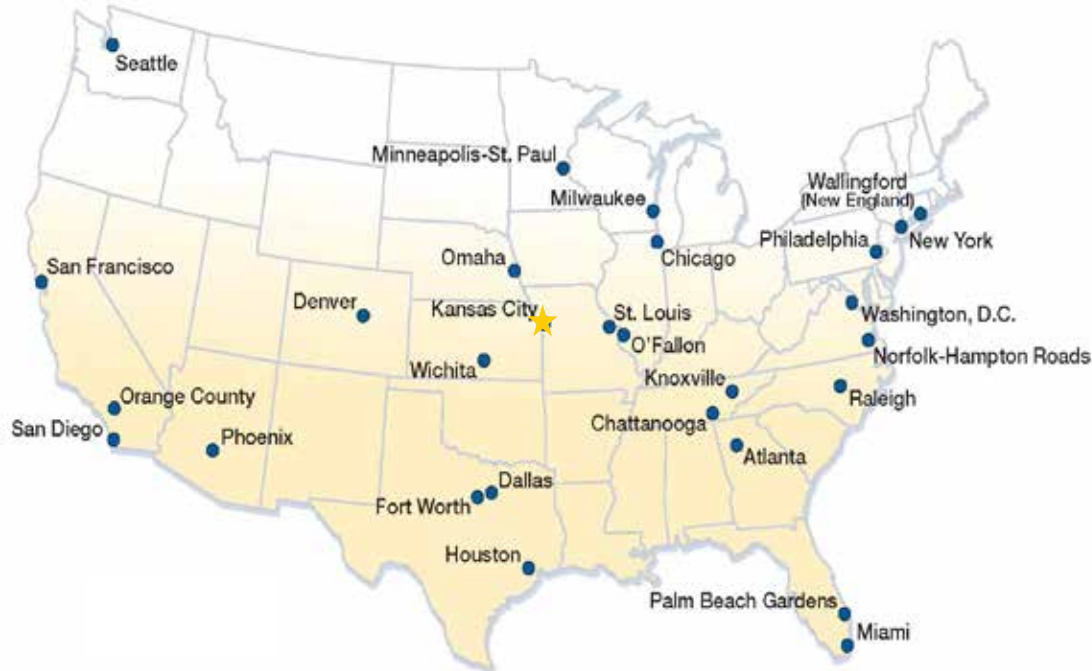 Seattle
Minneapolis-St. Paul
Wallingford
(New England)
Milwaukee
Philadelphia
New York
Omaha
Chicago
San Francisco
Denver
Kansas City
St. Louis
Washington, D.C.
O'Fallon
Norfolk-Hampton Roads
Wichita
Knoxville
Orange County
Raleigh
Chattanooga
San Diego
Phoenix
Atlanta
Dallas
Fort Worth
Houston
Palm Beach Gardens
Miami